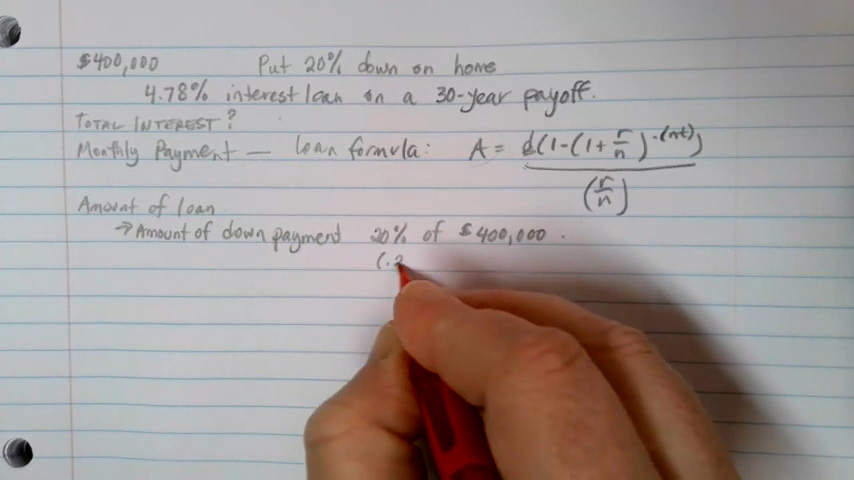 $400,000 Put 20% down on home
4.78% interest loan on a 30-year payoff.
TOTAL INTEREST?
Monthly Payment — loan formula: A = d(1-(1+r/n)^-(nt)) / (r/n)
Amount of loan
→ Amount of down payment 20% of $400,000.
(.2